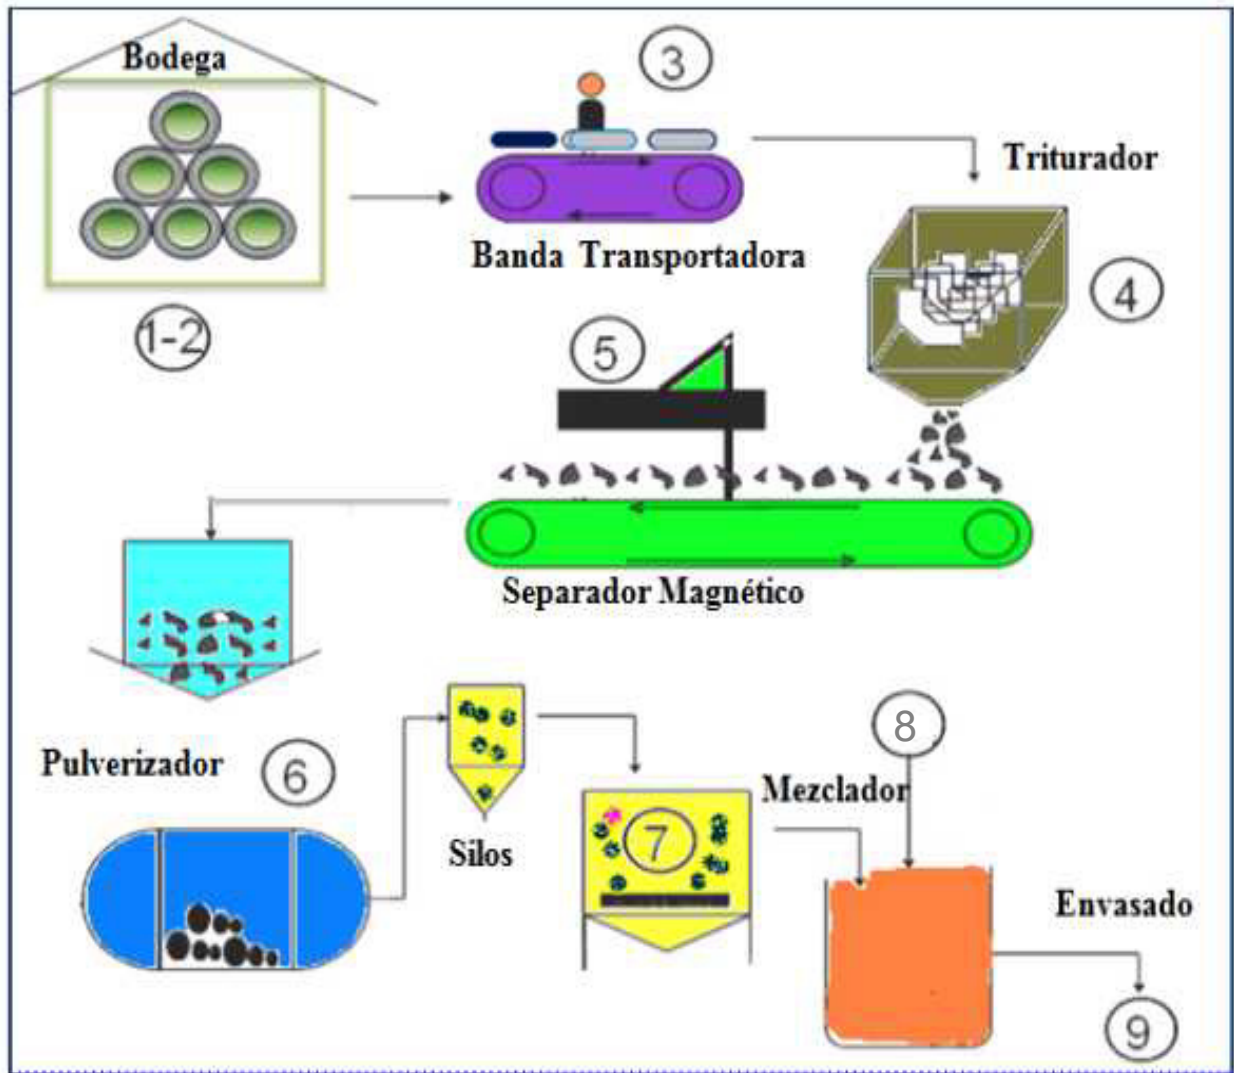 Bodega
3
Triturador
Banda Transportadora
4
1-2
5
Separador Magnético
8
Pulverizador
6
Mezclador
7
Silos
Envasado
9